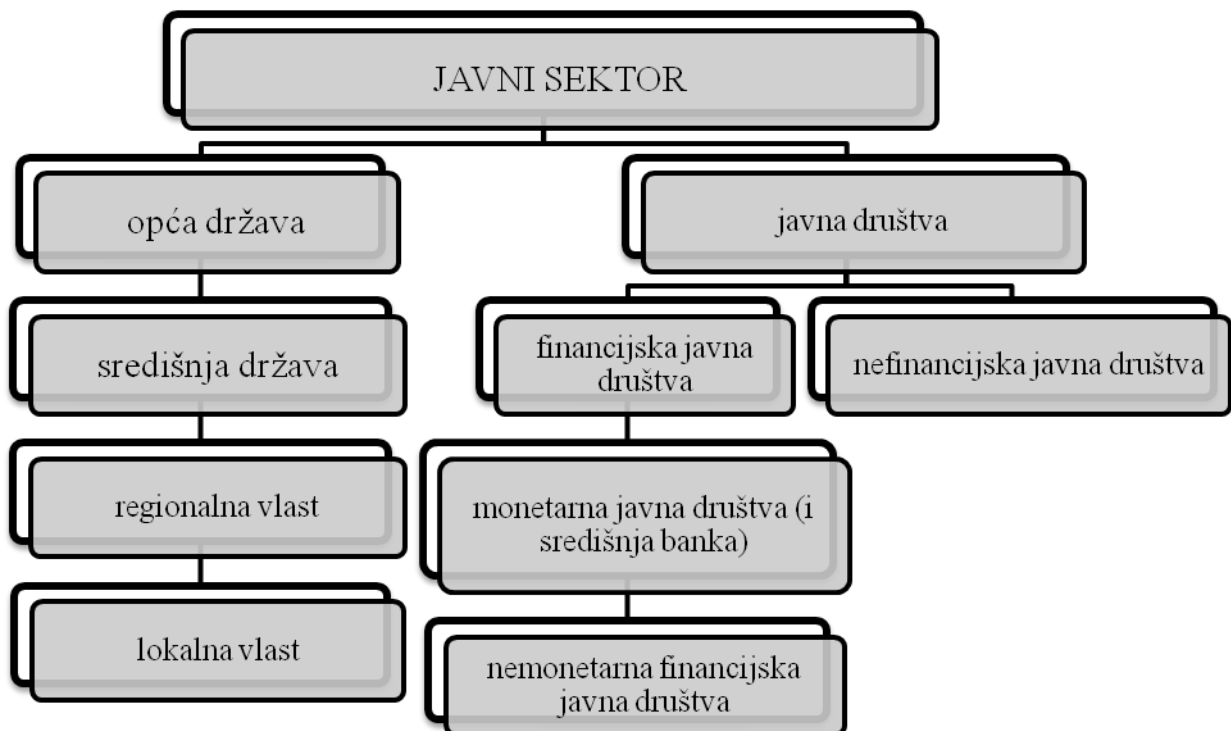 JAVNI SEKTOR
opća država
javna društva
središnja država
financijska javna
društva
nefinancijska javna društva
regionalna vlast
monetarna javna društva (i
središnja banka)
lokalna vlast
nemonetarna financijska
javna društva